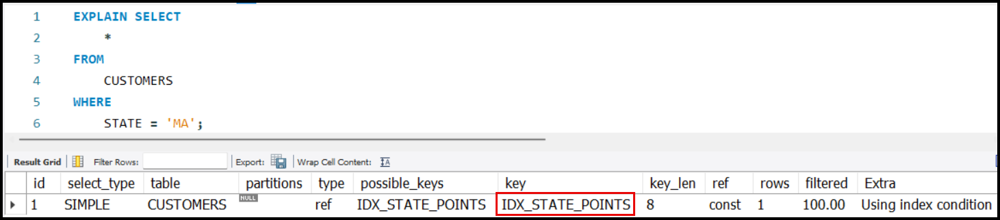 1 EXPLAIN SELECT
2 *
3 FROM
4 CUSTOMERS
5 WHERE
6 STATE = 'MA';
Result Grid Filter Rows: Export: Wrap Cell Content: IA
id select_type table partitions type possible_keys key key_len ref rows filtered Extra
1 SIMPLE CUSTOMERS NULL ref IDX_STATE_POINTS IDX_STATE_POINTS 8 const 1 100.00 Using index condition